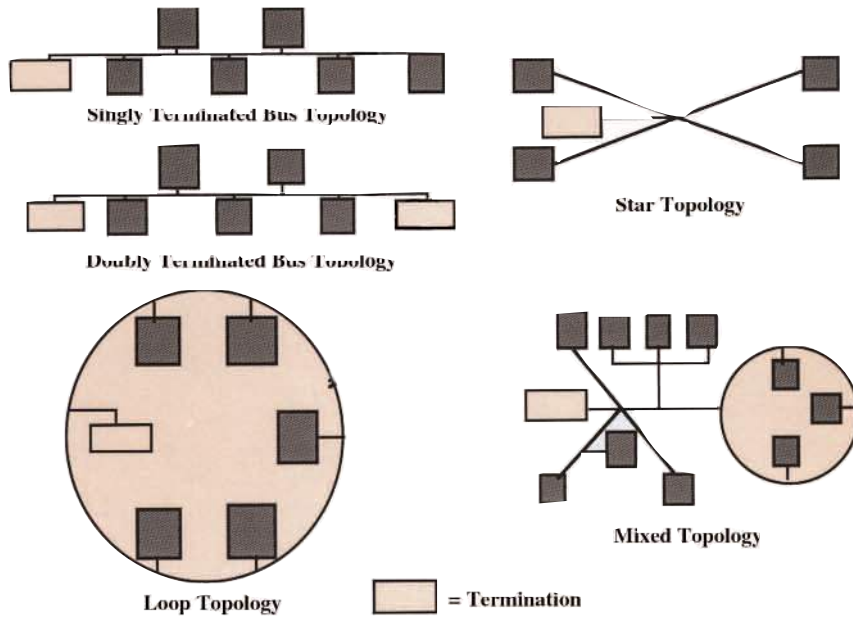 Singly Terminated Bus Topology
Star Topology
Doubly Terminated Bus Topology
Mixed Topology
Loop Topology
= Termination